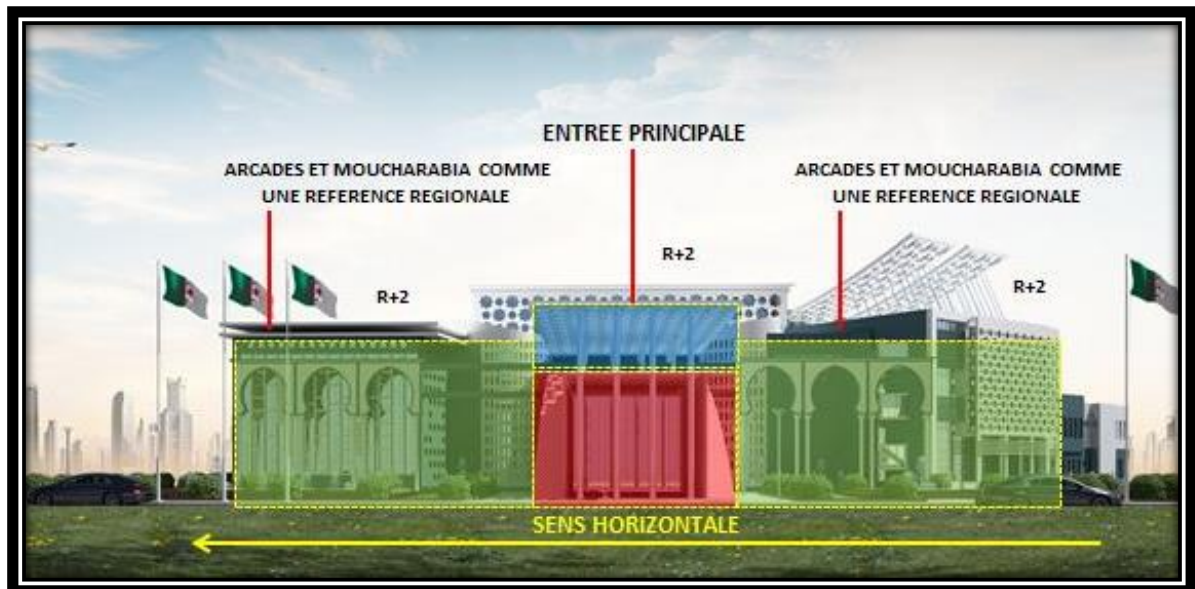 ENTREE PRINCIPALE
ARCADES ET MOUCHARABIA COMME
UNE REFERENCE REGIONALE
ARCADES ET MOUCHARABIA COMME
UNE REFERENCE REGIONALE
R+2
R+2
R+2
SENS HORIZONTALE